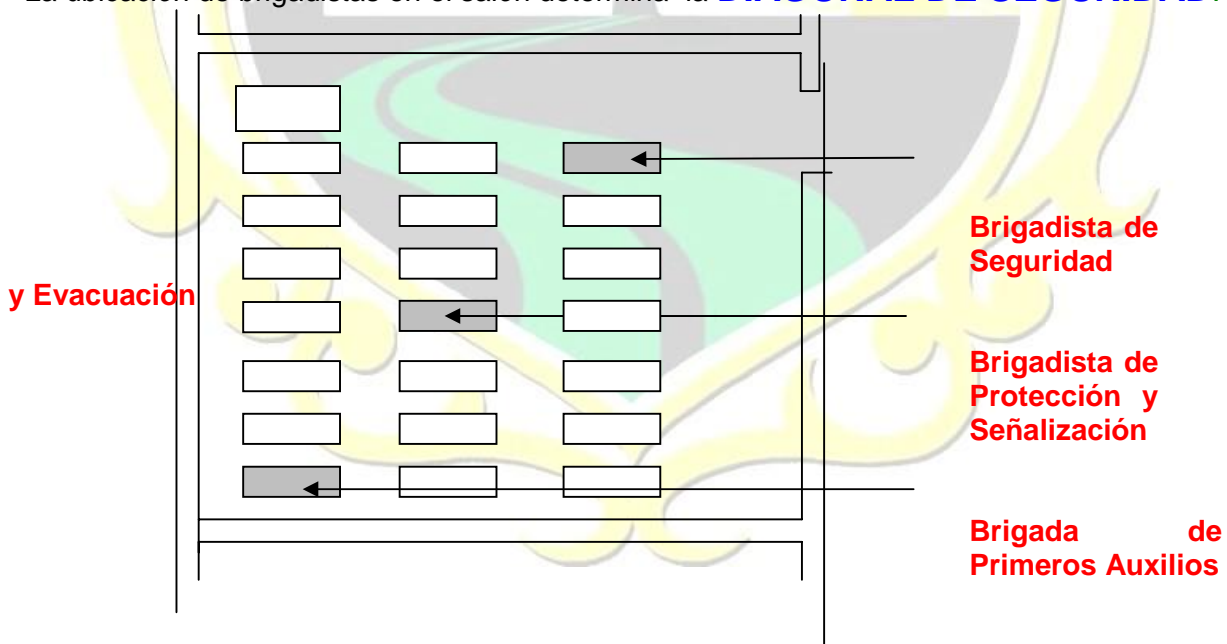 La ubicación de brigadistas en el salón determina la DIAGONAL DE SEGURIDAD.
Brigadista de
Seguridad
y Evacuación
Brigadista de
Protección y
Señalización
Brigada de
Primeros Auxilios